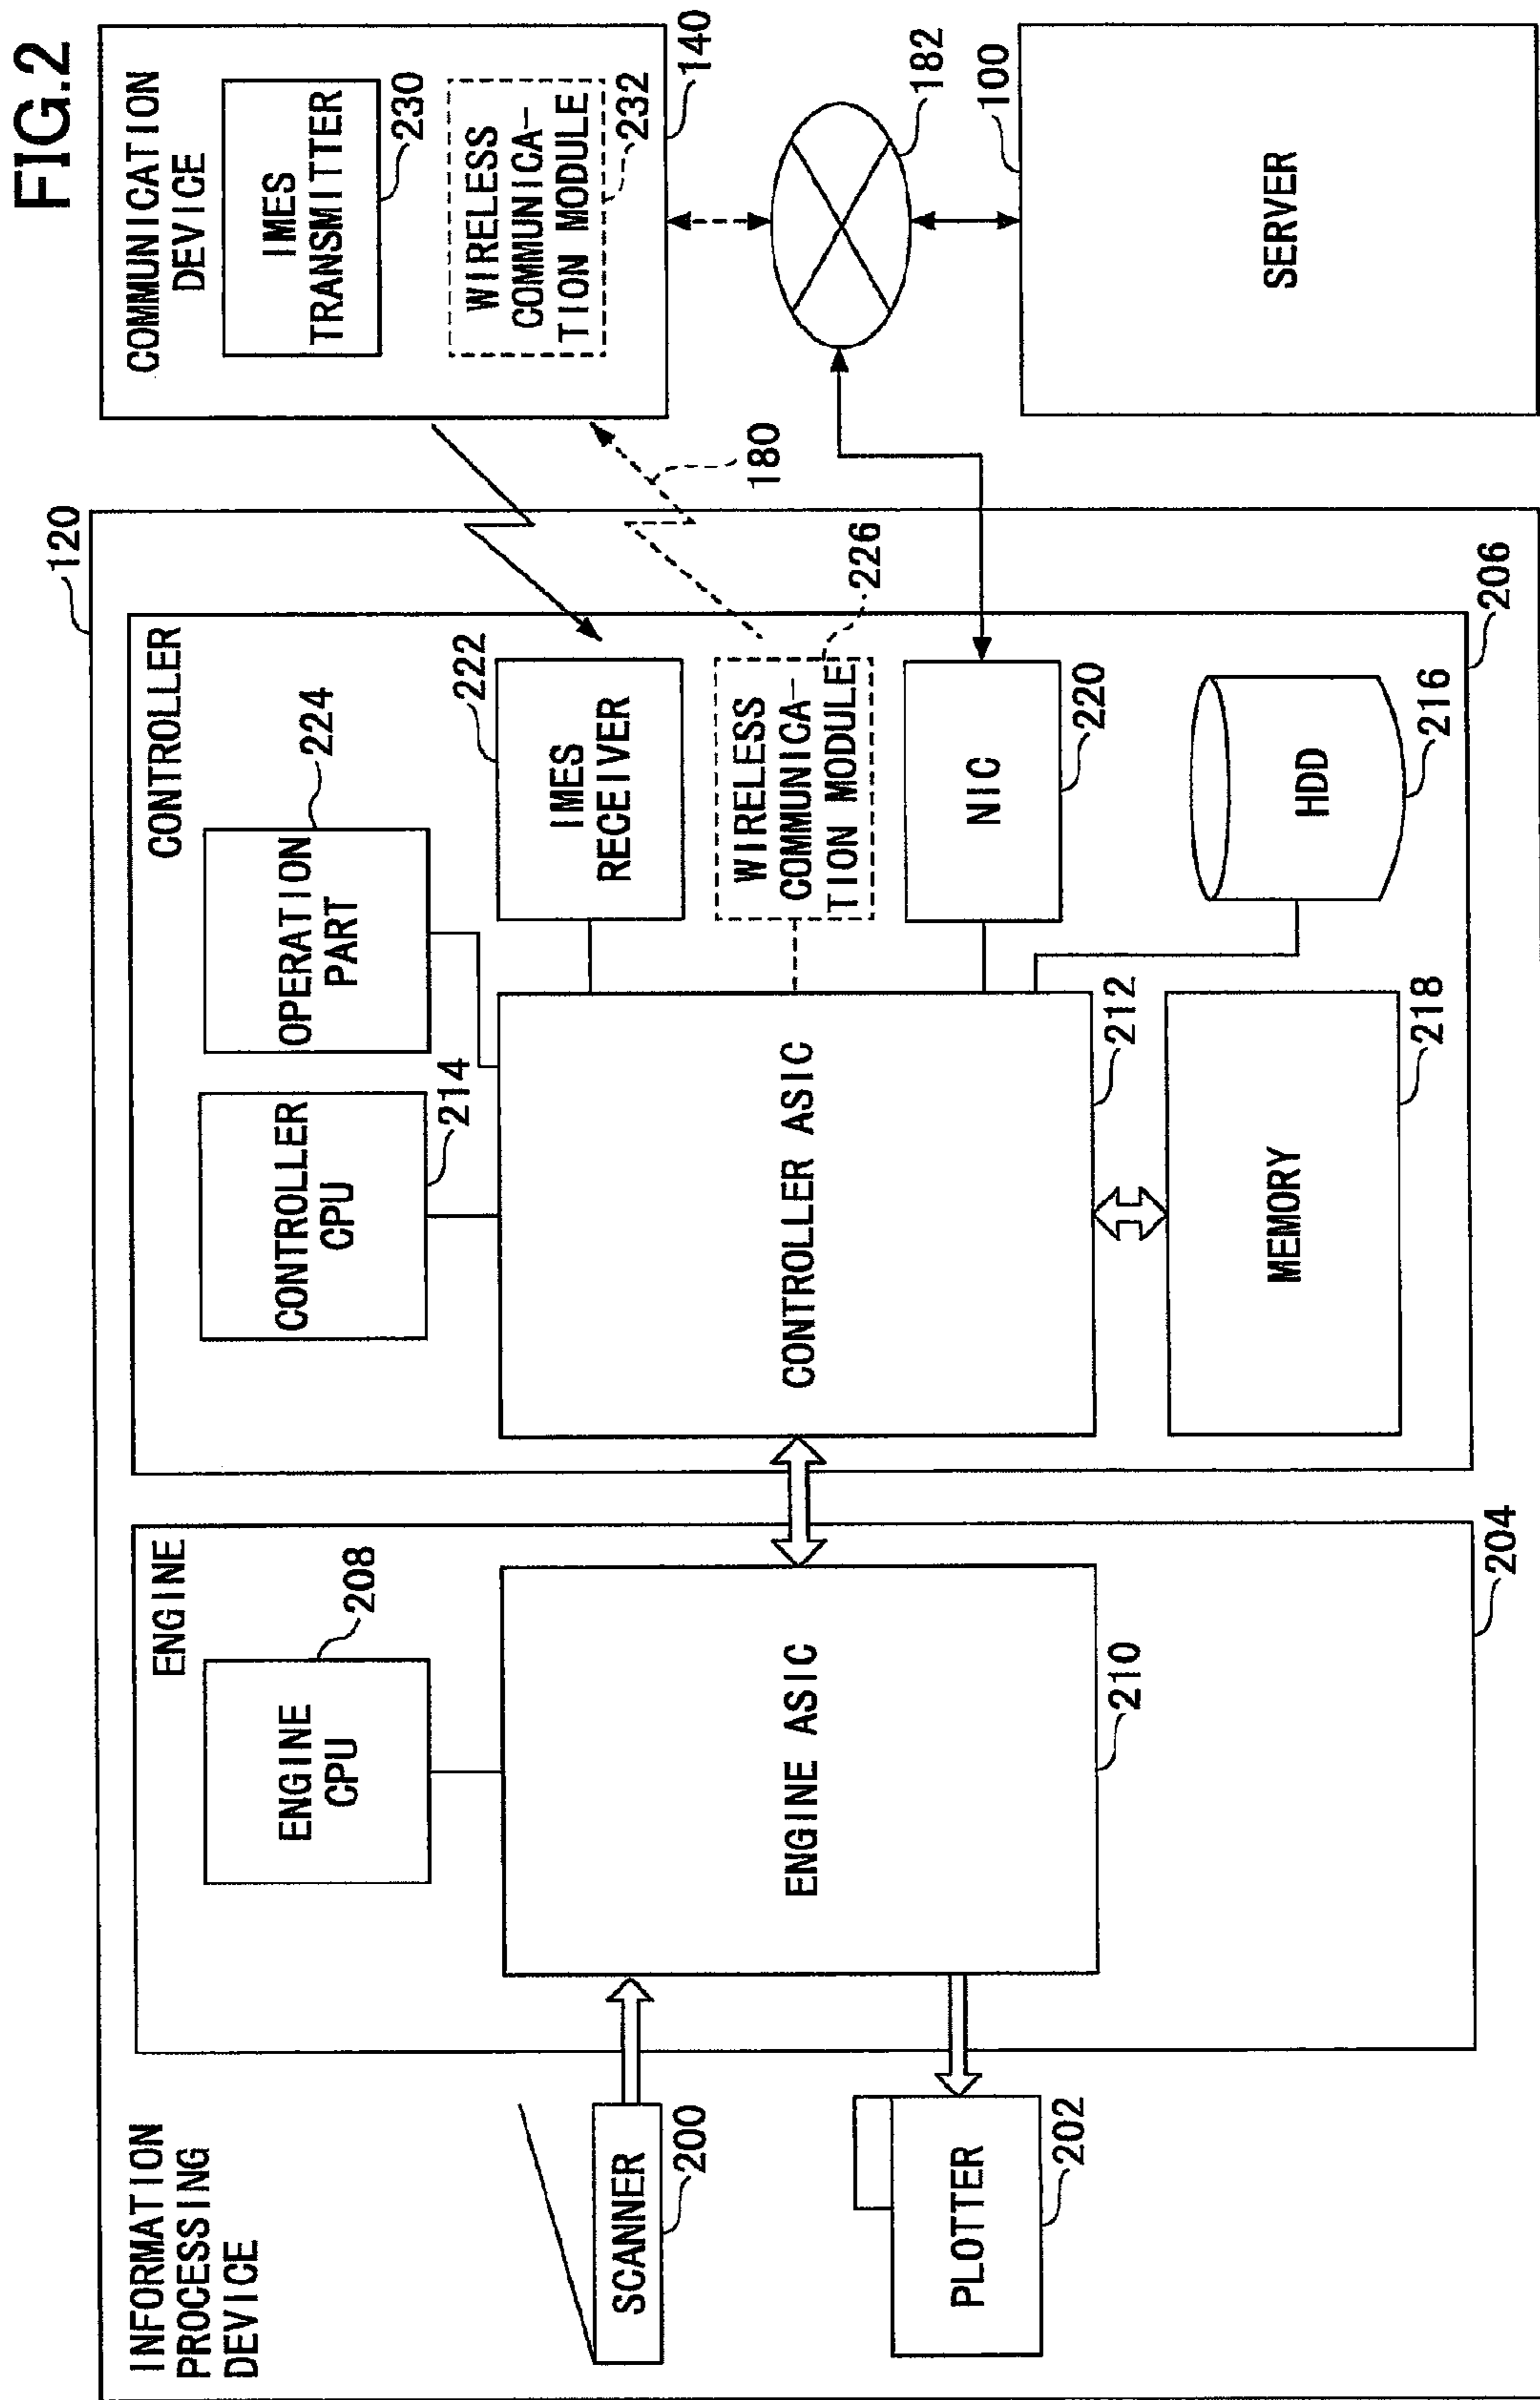 FIG.2
INFORMATION
PROCESSING
DEVICE
120
SCANNER
200
PLOTTER
202
ENGINE
ENGINE
CPU
208
ENGINE ASIC
210
204
CONTROLLER
CONTROLLER
CPU
214
OPERATION
PART
224
CONTROLLER ASIC
212
IMES
RECEIVER
222
WIRELESS
COMMUNICA-
TION MODULE
226
NIC
220
HDD
216
MEMORY
218
206
COMMUNICATION
DEVICE
IMES
TRANSMITTER
230
WIRELESS
COMMUNICA-
TION MODULE
232
140
180
182
100
SERVER